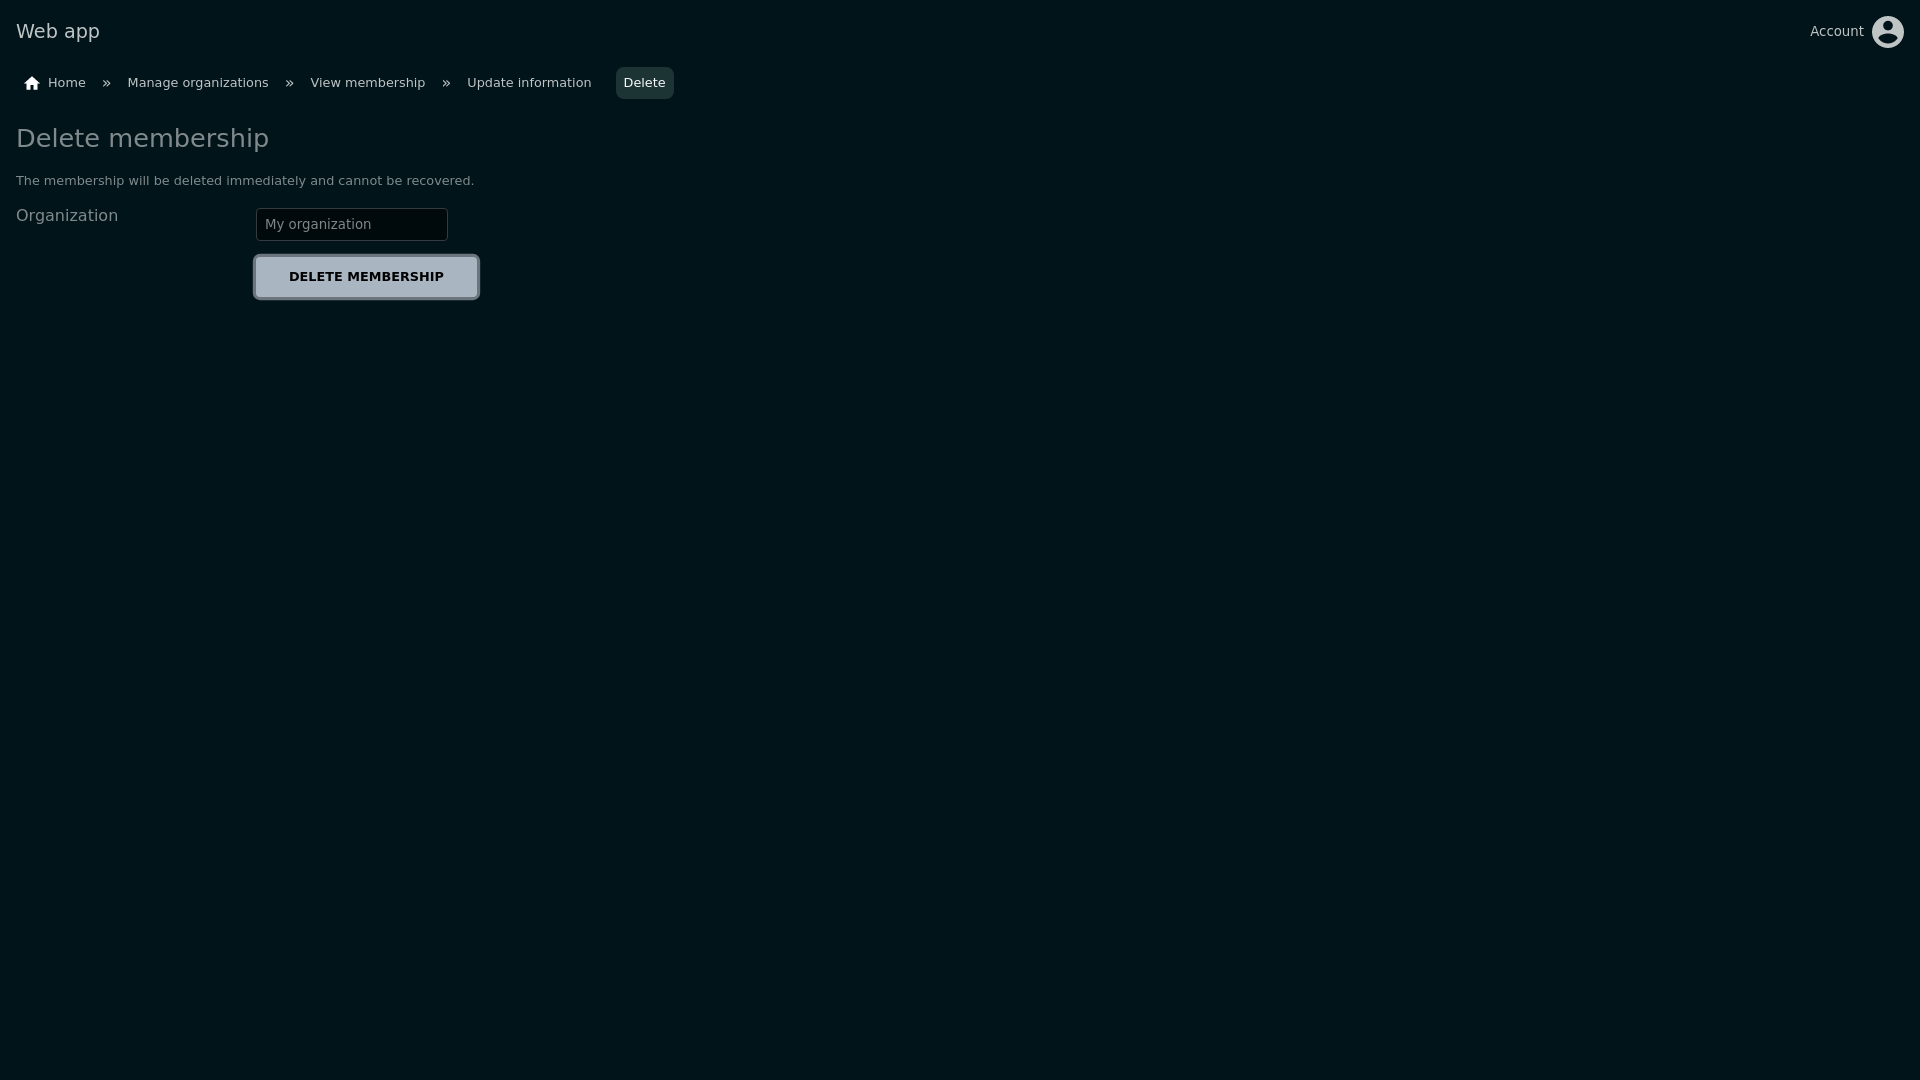 Web app
Account
Home » Manage organizations » View membership » Update information Delete
Delete membership
The membership will be deleted immediately and cannot be recovered.
Organization
My organization
DELETE MEMBERSHIP